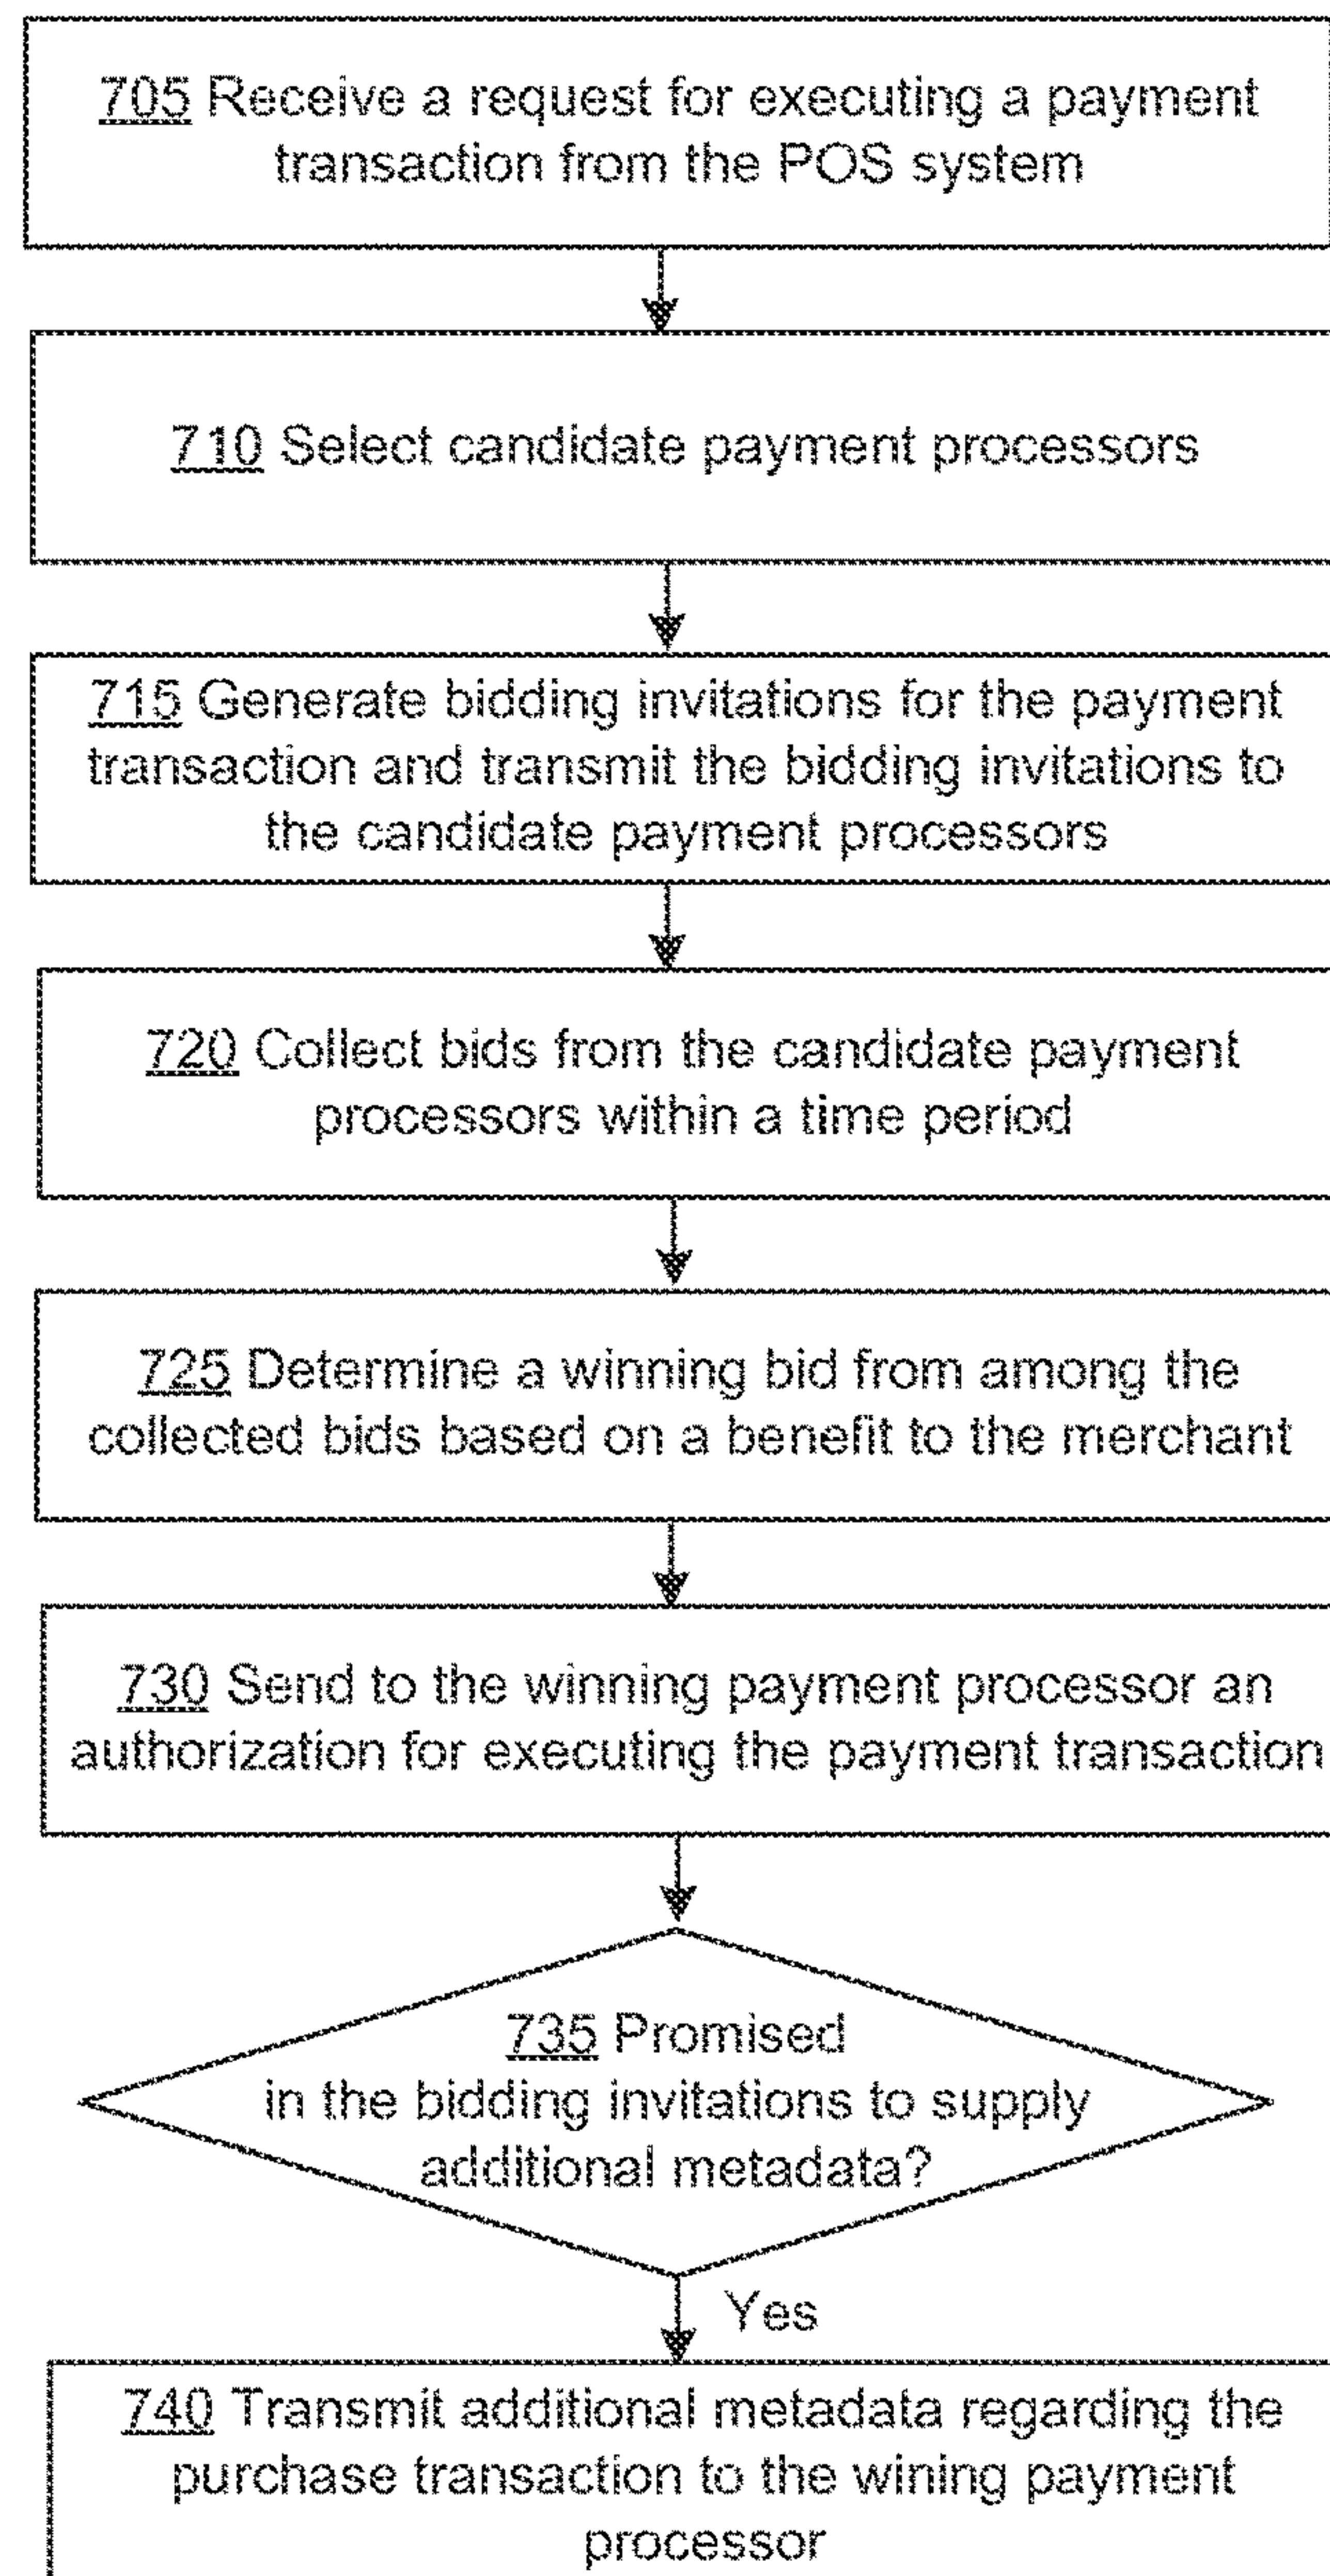 705 Receive a request for executing a payment
transaction from the POS system
710 Select candidate payment processors
715 Generate bidding invitations for the payment
transaction and transmit the bidding invitations to
the candidate payment processors
720 Collect bids from the candidate payment
processors within a time period
725 Determine a winning bid from among the
collected bids based on a benefit to the merchant
730 Send to the winning payment processor an
authorization for executing the payment transaction
735 Promised
in the bidding invitations to supply
additional metadata?
Yes
740 Transmit additional metadata regarding the
purchase transaction to the wining payment
processor